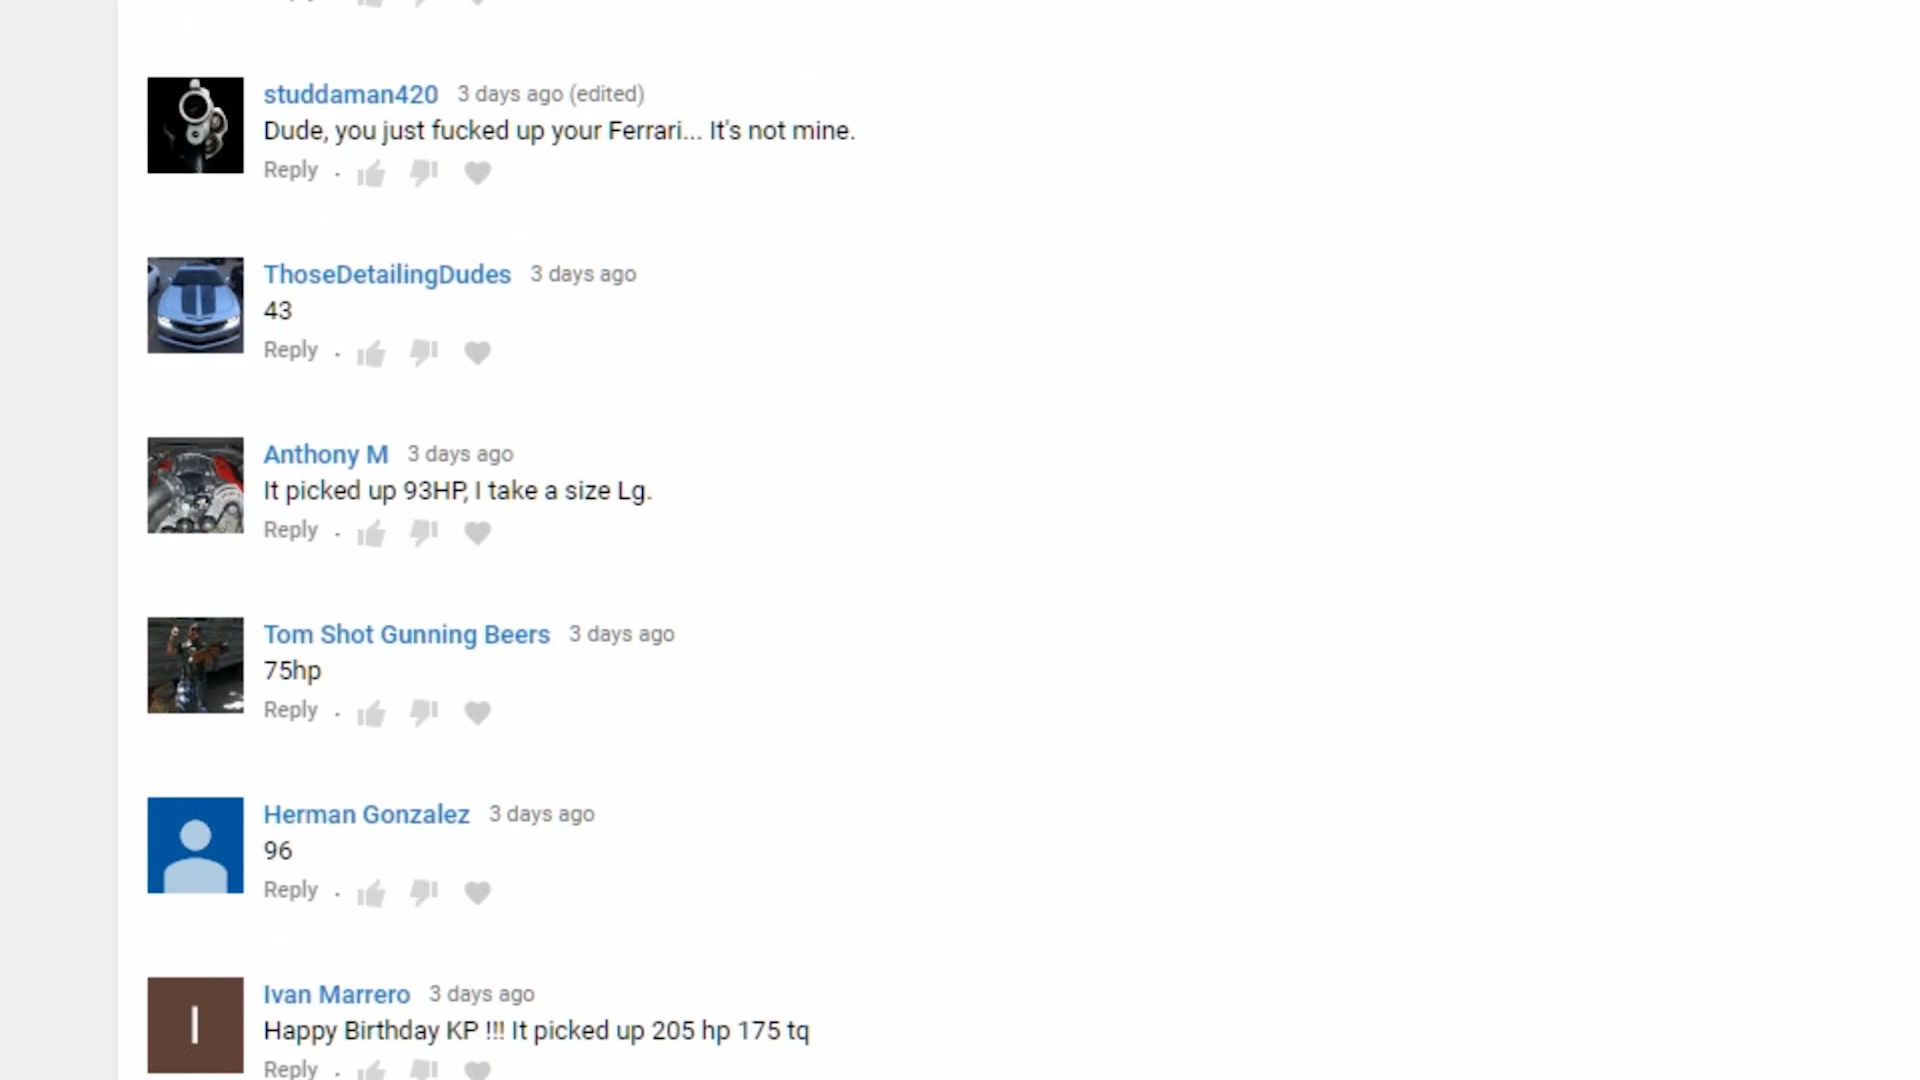 studdaman420 3 days ago (edited)
Dude, you just fucked up your Ferrari... It's not mine.
Reply .
ThoseDetailingDudes 3 days ago
43
Reply .
Anthony M 3 days ago
It picked up 93HP, I take a size Lg.
Reply .
Tom Shot Gunning Beers 3 days ago
75hp
Reply .
Herman Gonzalez 3 days ago
96
Reply .
I
Ivan Marrero 3 days ago
Happy Birthday KP !!! It picked up 205 hp 175 tq
Reply .